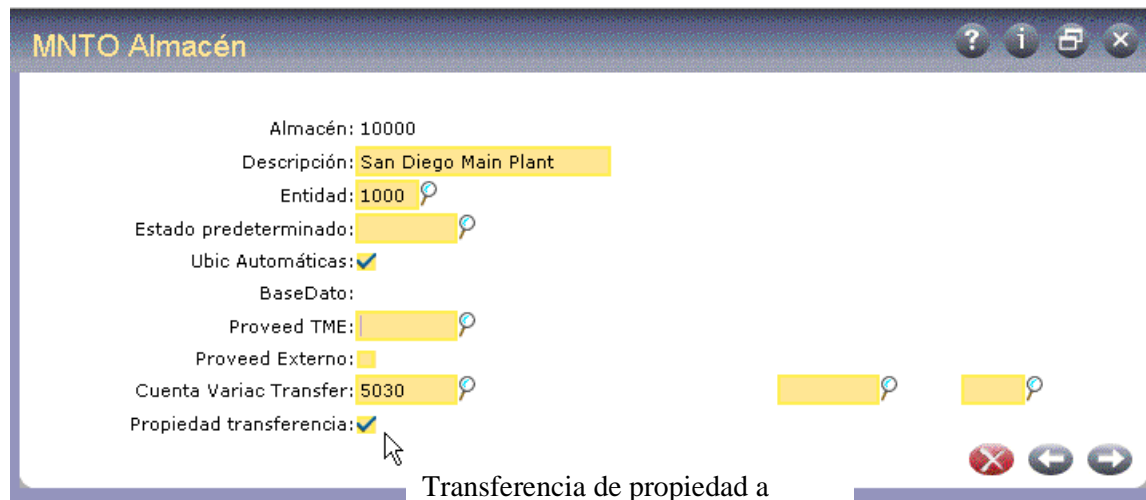 MNTO Almacén
? i
Almacén: 10000
Descripción: San Diego Main Plant
Entidad: 1000
Estado predeterminado:
Ubic Automáticas:
BaseDato:
Proveed TME:
Proveed Externo:
Cuenta Variac Transfer: 5030
Propiedad transferencia:
Transferencia de propiedad a